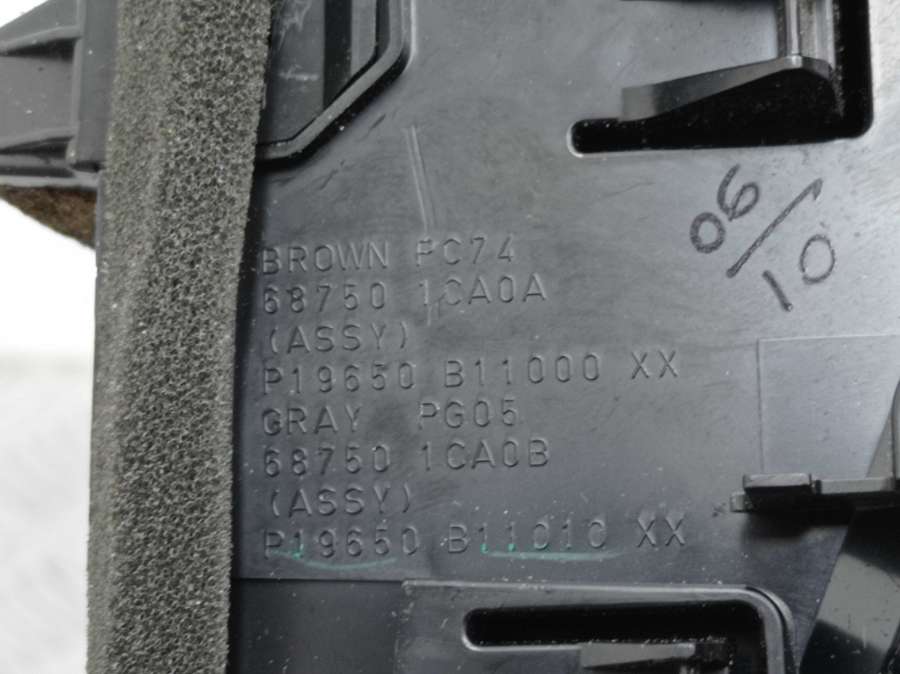 BROWN PC74
68750 1CA0A
(ASSY)
P19650 B11000 XX
GRAY PG05
68750 1CA0B
(ASSY)
P19650 B11010 XX
06/10